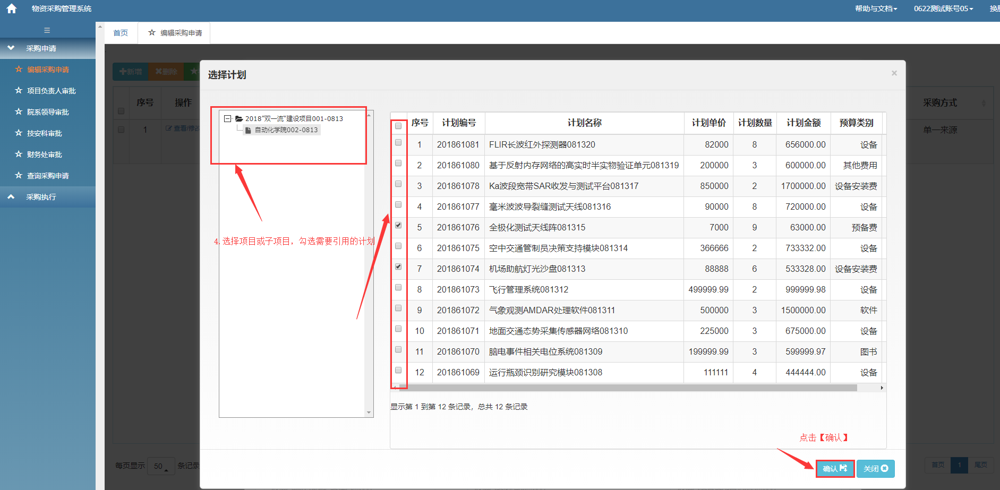 物资采购管理系统
帮助与文档
0622测试账号05
首页
编辑采购申请
采购申请
编辑采购申请
项目负责人审批
院系领导审批
技安科审批
财务处审批
查询采购申请
采购执行
新增
删除
序号
操作
采购方式
1
查看/修改
单一来源
选择计划
×
2018”双一流“建设项目001-0813
自动化学院002-0813
4.选择项目或子项目，勾选需要引用的计划
序号 计划编号 计划名称 计划单价 计划数量 计划金额 预算类别
1 201861081 FLIR长波红外探测器081320 82000 8 656000.00 设备
2 201861080 基于反射内存网络的高实时半实物验证单元081319 200000 3 600000.00 其他费用
3 201861078 Ka波段宽带SAR收发与测试平台081317 850000 2 1700000.00 设备安装费
4 201861077 毫米波波导裂缝测试天线081316 90000 8 720000.00 设备
5 201861076 全极化测试天线阵081315 7000 9 63000.00 预备费
6 201861075 空中交通管制员决策支持模块081314 366666 2 733332.00 设备
7 201861074 机场助航灯光沙盘081313 88888 6 533328.00 设备安装费
8 201861073 飞行管理系统081312 499999.99 2 999999.98 设备
9 201861072 气象观测AMDAR处理软件081311 500000 3 1500000.00 软件
10 201861071 地面交通态势采集传感器网络081310 225000 3 675000.00 设备
11 201861070 脑电事件相关电位系统081309 199999.99 3 599999.97 图书
12 201861069 运行瓶颈识别研究模块081308 111111 4 444444.00 设备
显示第 1 到第 12 条记录，总共 12 条记录
点击【确认】
确认
关闭
每页显示 50 条记录
首页 1 尾页